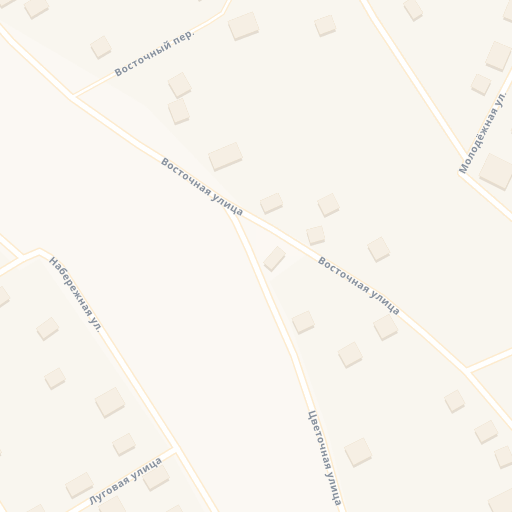 Восточный пер.
Молодёжная ул.
Восточная улица
Восточная улица
Набережная ул.
Цветочная улица
Луговая улица